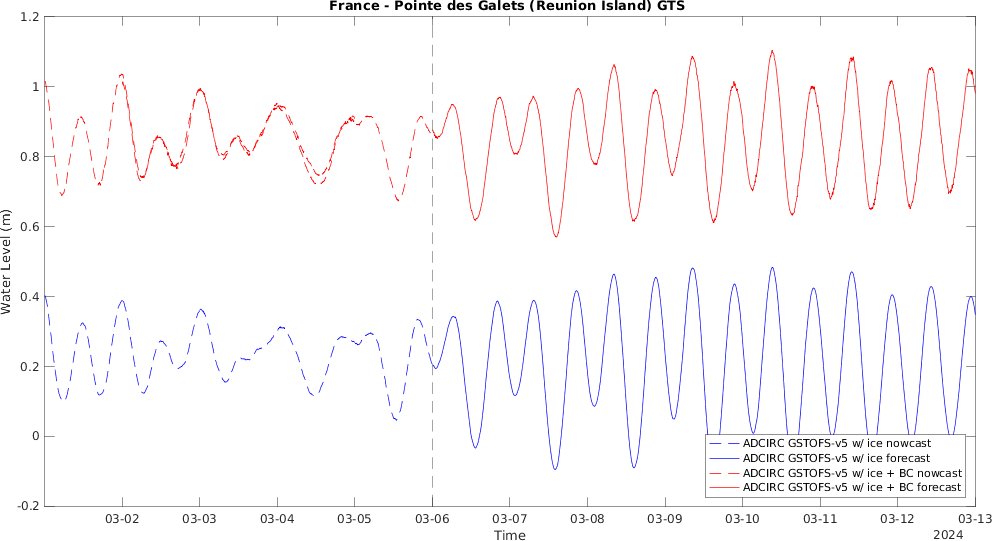 France - Pointe des Galets (Reunion Island) GTS
1.2
1
0.8
0.6
0.4
0.2
0
-0.2
Water Level (m)
ADCIRC GSTOFS-v5 w/ ice nowcast
ADCIRC GSTOFS-v5 w/ ice forecast
ADCIRC GSTOFS-v5 w/ ice + BC nowcast
ADCIRC GSTOFS-v5 w/ ice + BC forecast
03-02 03-03 03-04 03-05 03-06 03-07 03-08 03-09 03-10 03-11 03-12 03-13
Time
2024